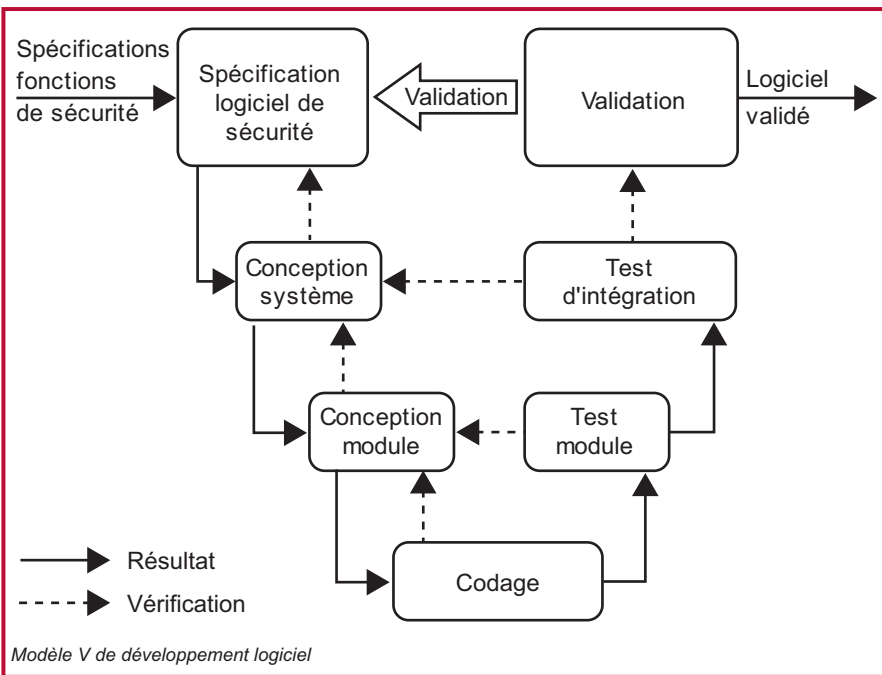 Spécifications
fonctions
de sécurité
Spécification
logiciel de
sécurité
Validation
Validation
Logiciel
validé
Conception
système
Test
d'intégration
Conception
module
Test
module
Codage
Résultat
Vérification
Modèle V de développement logiciel